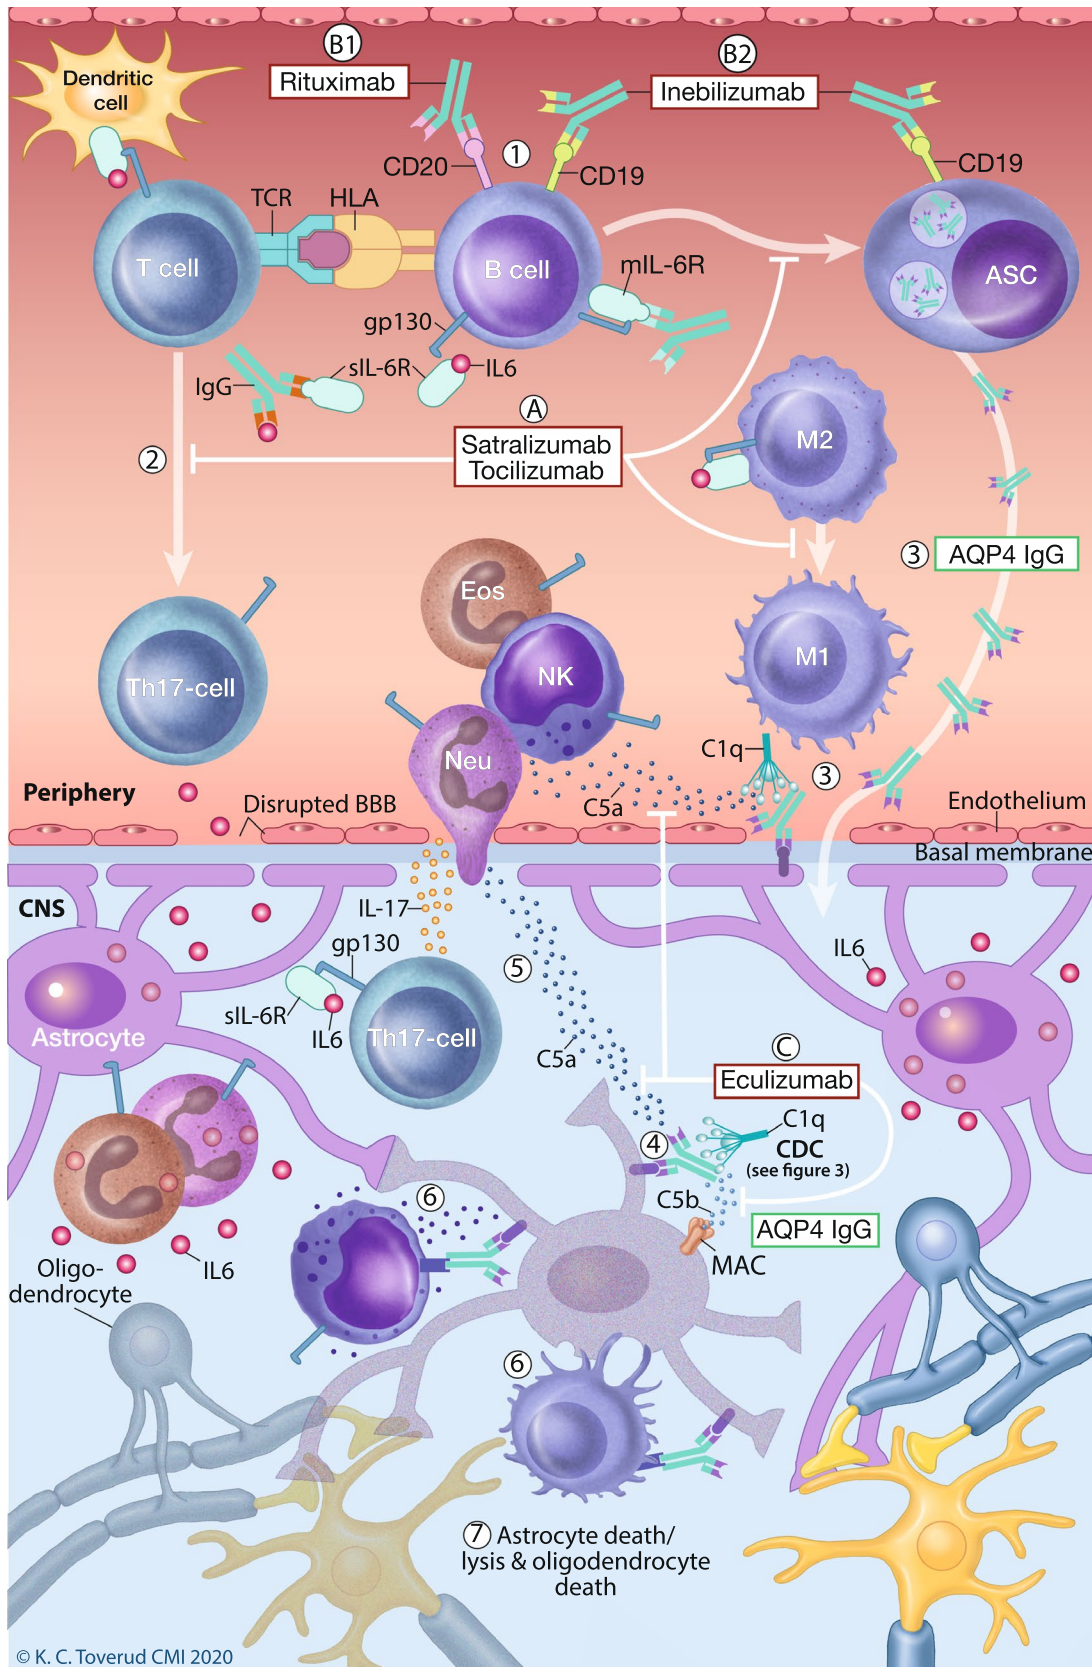 B1
Rituximab
B2
Inebilizumab
Dendritic
cell
CD20
1
CD19
CD19
TCR
HLA
T cell
B cell
mIL-6R
ASC
gp130
IgG
sIL-6R
IL6
A
Satralizumab
Tocilizumab
2
M2
3
AQP4 IgG
Eos
NK
M1
Th17-cell
Neu
C1q
3
Periphery
Disrupted BBB
C5a
Endothelium
Basal membrane
CNS
IL-17
gp130
IL6
5
sIL-6R
IL6
Th17-cell
Astrocyte
C5a
C
Eculizumab
C1q
4
CDC
(see figure 3)
6
C5b
AQP4 IgG
MAC
IL6
Oligo-
dendrocyte
6
7 Astrocyte death/
lysis & oligodendrocyte
death
© K. C. Toverud CMI 2020